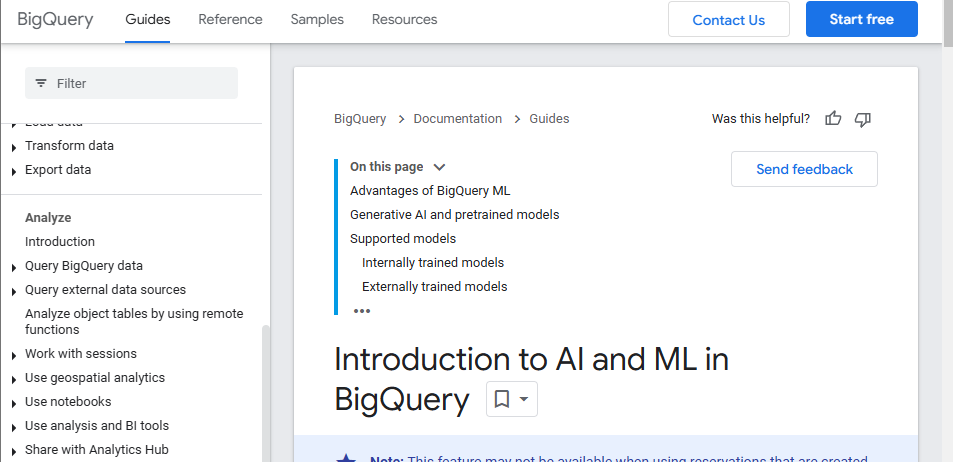 BigQuery Guides Reference Samples Resources Contact Us Start free
Filter
Load data
Transform data
Export data
Analyze
Introduction
Query BigQuery data
Query external data sources
Analyze object tables by using remote
functions
Work with sessions
Use geospatial analytics
Use notebooks
Use analysis and BI tools
Share with Analytics Hub
BigQuery > Documentation > Guides
Was this helpful?
Send feedback
On this page
Advantages of BigQuery ML
Generative AI and pretrained models
Supported models
Internally trained models
Externally trained models
Introduction to AI and ML in
BigQuery
Note: This feature may not be available when using reservations that are created